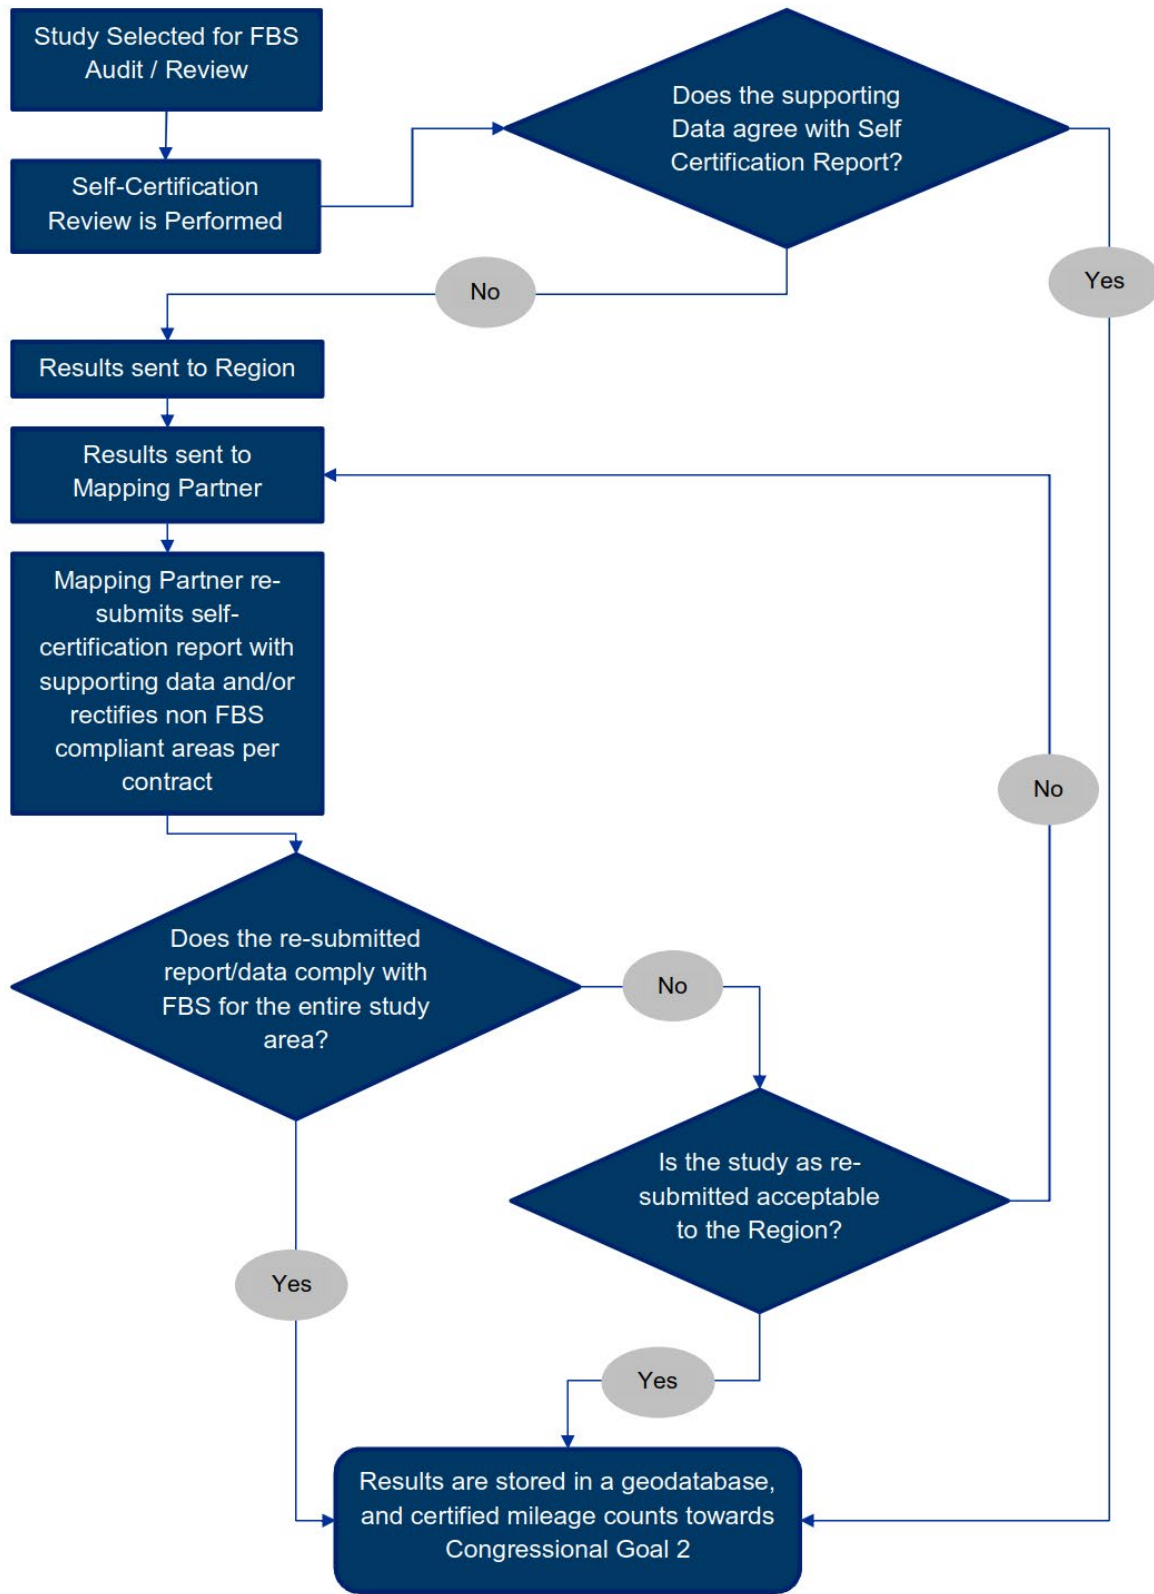 Study Selected for FBS
Audit / Review
Self-Certification
Review is Performed
Does the supporting
Data agree with Self
Certification Report?
Yes
No
Results sent to Region
Results sent to
Mapping Partner
Mapping Partner re-
submits self-
certification report with
supporting data and/or
rectifies non FBS
compliant areas per
contract
No
Does the re-submitted
report/data comply with
FBS for the entire study
area?
No
Is the study as re-
submitted acceptable
to the Region?
Yes
Yes
Results are stored in a geodatabase,
and certified mileage counts towards
Congressional Goal 2